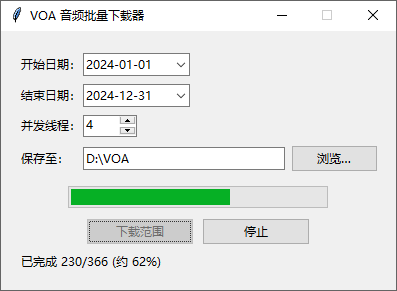 VOA 音频批量下载器
开始日期： 2024-01-01
结束日期： 2024-12-31
并发线程： 4
保存至： D:\VOA 浏览...
下载范围 停止
已完成 230/366 (约 62%)